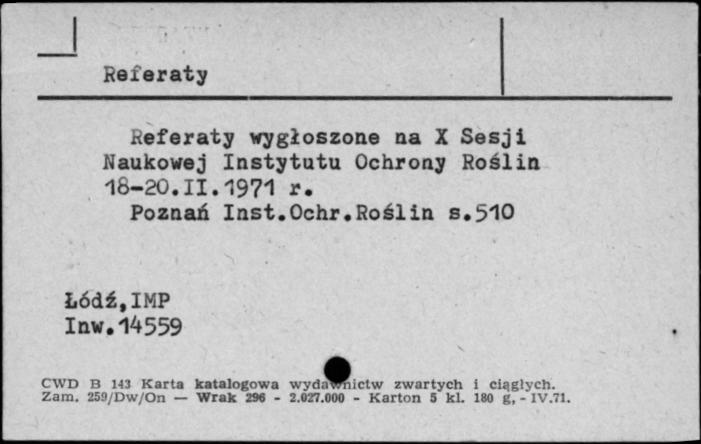 Referaty
Referaty wygłoszone na X Sesji
Naukowej Instytutu Ochrony Roślin
18-20.II.1971 r.
Poznań Inst.Ochr.Roślin s.510
Łódź,IMP
Inw.14559
CWD B 143 Karta katalogowa wydawnictw zwartych i ciągłych.
Zam. 259/Dw/On — Wrak 296 - 2.027.000 - Karton 5 kl. 180 g, - IV.71.